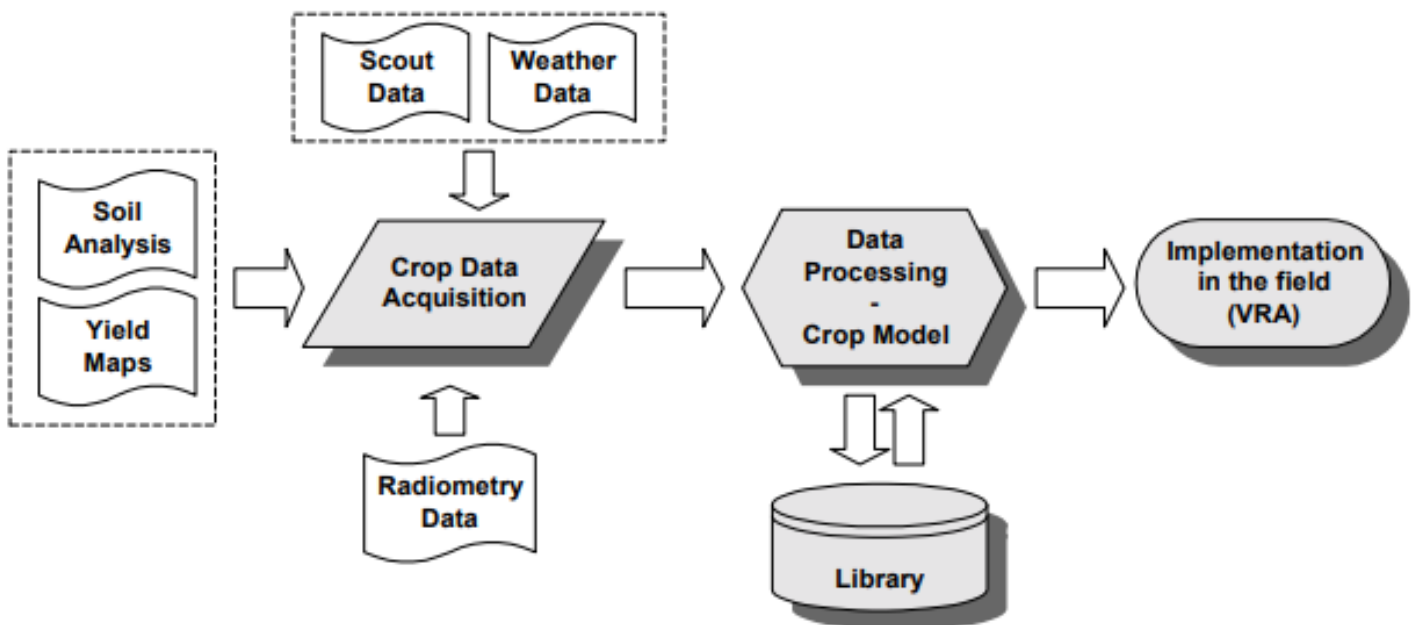 Scout
Data
Weather
Data
Soil
Analysis
Yield
Maps
Crop Data
Acquisition
Radiometry
Data
Data
Processing
-
Crop Model
Library
Implementation
in the field
(VRA)